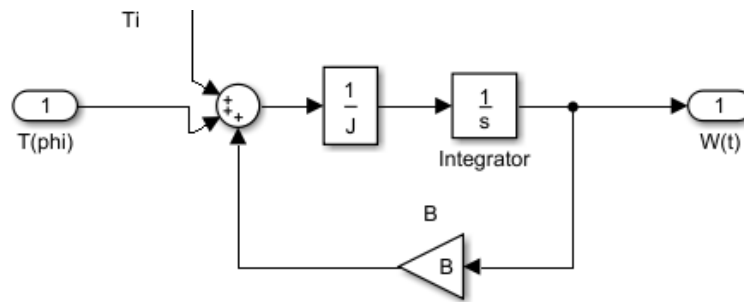 Ti
1
T(phi)
+
+
+
1
J
1
s
Integrator
1
W(t)
B
B